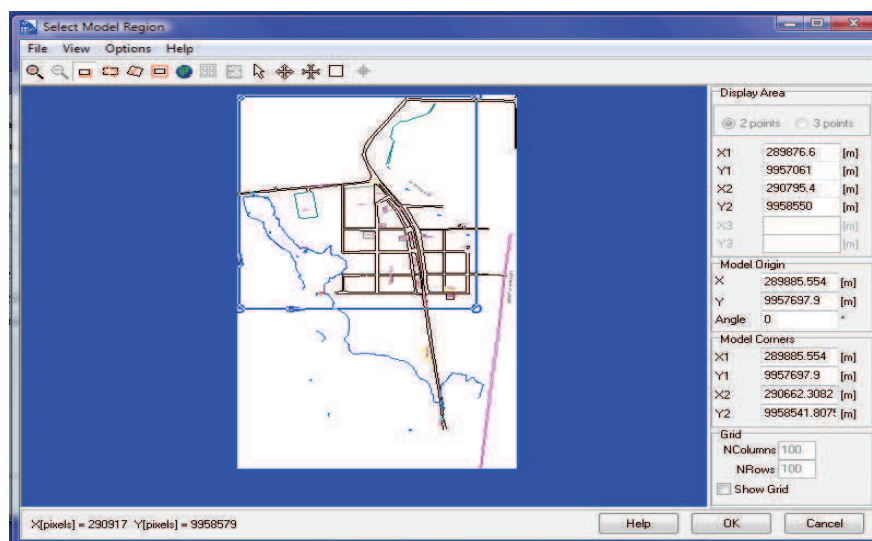 Select Model Region
File View Options Help
Display Area
2 points 3 points
X1 289876.6 [m]
Y1 9957061 [m]
X2 290795.4 [m]
Y2 9958550 [m]
X3 [m]
Y3 [m]
Model Origin
X 289885.554 [m]
Y 9957697.9 [m]
Angle 0 °
Model Corners
X1 289885.554 [m]
Y1 9957697.9 [m]
X2 290662.3082 [m]
Y2 9958541.807 [m]
Grid
NColumns 100
NRows 100
Show Grid
X[pixels] = 290917 Y[pixels] = 9958579
Help OK Cancel